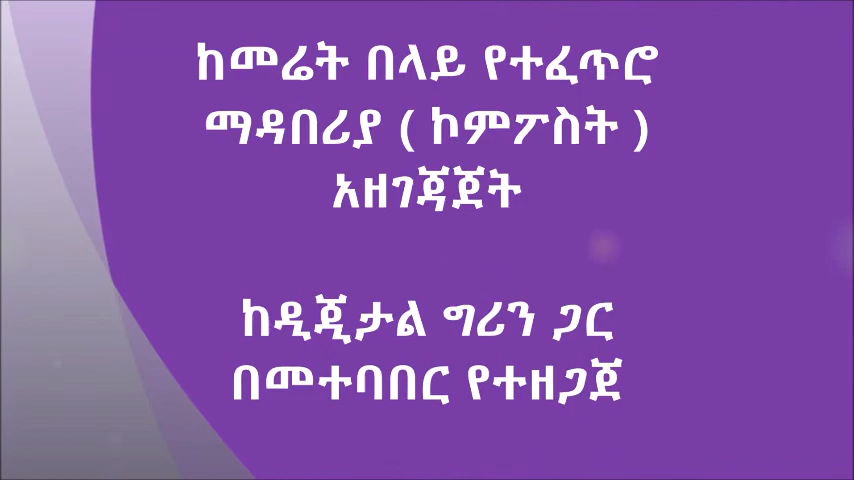 ከመሬት በላይ የተፈጥሮ
ማዳበሪያ ( ኮምፖስት )
አዘገጃጀት
ከዲጂታል ግሪን ጋር
በመተባበር የተዘጋጀ